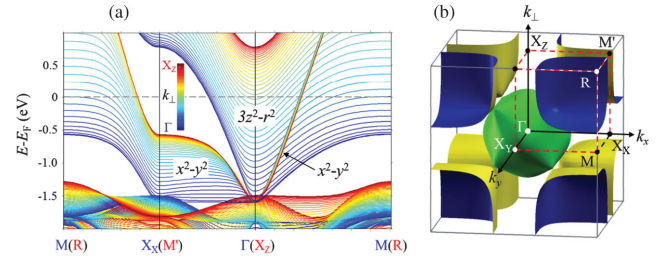 (a)
E-E_F (eV)
0.5
0
-0.5
-1.0
-1.5
X_Z
k_⊥
Γ
3z²-r²
x²-y²
x²-y²
M(R)
X_X(M')
Γ(X_Z)
M(R)
(b)
k_⊥
X_Z
M'
R
Γ
k_x
X_Y
X_X
M
k_y